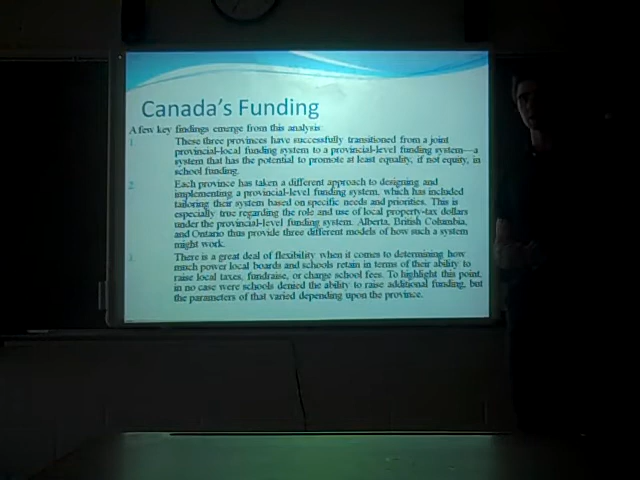 Canada's Funding
A few key findings emerge from this analysis:
1. These three provinces have successfully transitioned from a joint
provincial-local funding system to a provincial-level funding system—a
system that has the potential to promote at least equality, if not equity, in
school funding.
2. Each province has taken a different approach to designing and
implementing a provincial-level funding system, which has included
tailoring their system based on specific needs and priorities. This is
especially true regarding the role and use of local property-tax dollars
under the provincial-level funding system. Alberta, British Columbia,
and Ontario thus provide three different models of how such a system
might work.
3. There is a great deal of flexibility when it comes to determining how
much power local boards and schools retain in terms of their ability to
raise local taxes, fundraise, or charge school fees. To highlight this point,
in no case were schools denied the ability to raise additional funding, but
the parameters of that varied depending upon the province.